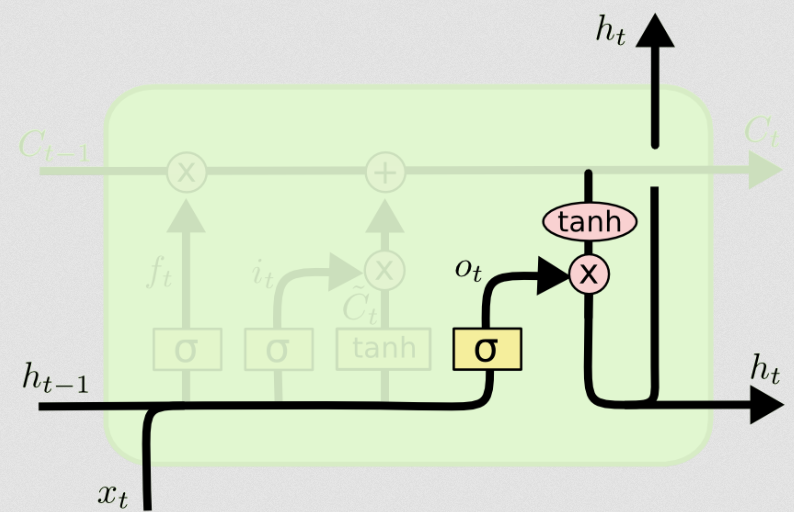 h_t
C_{t-1}
C_t
x
+
tanh
f_t
i_t
x
o_t
x
C̃_t
σ
σ
tanh
σ
h_{t-1}
h_t
x_t